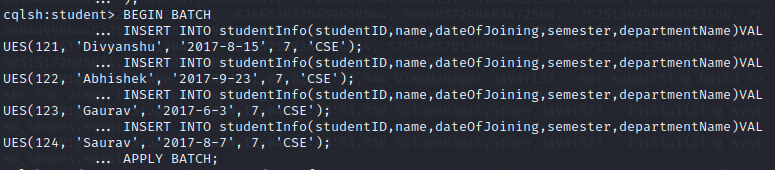 cqlsh:student> BEGIN BATCH
... INSERT INTO studentInfo(studentID,name,dateOfJoining,semester,departmentName)VAL
UES(121, 'Divyanshu', '2017-8-15', 7, 'CSE');
... INSERT INTO studentInfo(studentID,name,dateOfJoining,semester,departmentName)VAL
UES(122, 'Abhishek', '2017-9-23', 7, 'CSE');
... INSERT INTO studentInfo(studentID,name,dateOfJoining,semester,departmentName)VAL
UES(123, 'Gaurav', '2017-6-3', 7, 'CSE');
... INSERT INTO studentInfo(studentID,name,dateOfJoining,semester,departmentName)VAL
UES(124, 'Saurav', '2017-8-7', 7, 'CSE');
... APPLY BATCH;